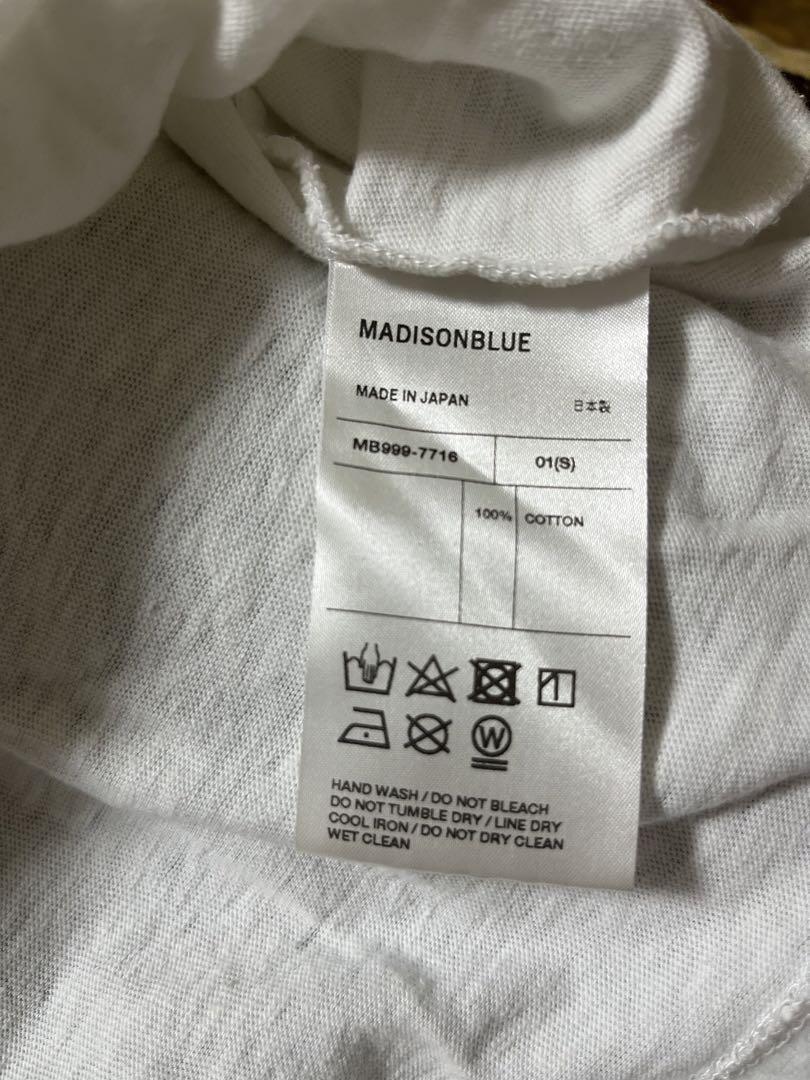 MADISONBLUE
MADE IN JAPAN 日本製
MB999-7716 01(S)
100% COTTON
W
HAND WASH / DO NOT BLEACH
DO NOT TUMBLE DRY / LINE DRY
COOL IRON / DO NOT DRY CLEAN
WET CLEAN